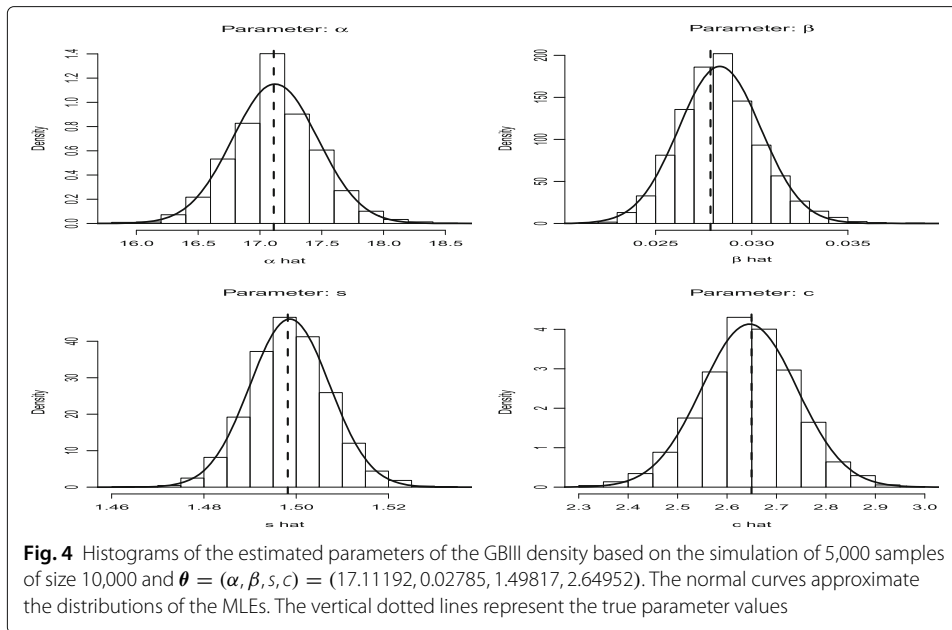 Parameter: α
Density
0.0 0.2 0.4 0.6 0.8 1.0 1.2 1.4
16.0 16.5 17.0 17.5 18.0 18.5
α hat
Parameter: β
Density
0 50 100 150 200
0.025 0.030 0.035
β hat
Parameter: s
Density
0 10 20 30 40
1.46 1.48 1.50 1.52
s hat
Parameter: c
Density
0 1 2 3 4
2.3 2.4 2.5 2.6 2.7 2.8 2.9 3.0
c hat
Fig. 4 Histograms of the estimated parameters of the GBIII density based on the simulation of 5,000 samples
of size 10,000 and θ = (α, β, s, c) = (17.11192, 0.02785, 1.49817, 2.64952). The normal curves approximate
the distributions of the MLEs. The vertical dotted lines represent the true parameter values